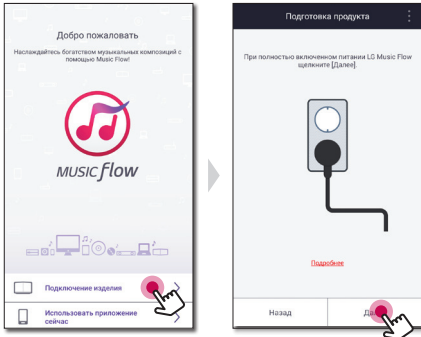 Добро пожаловать
Наслаждайтесь богатством музыкальных композиций с
помощью Music Flow!
MUSIC flow
Подключение изделия
Использовать приложение
сейчас
Подготовка продукта
При полностью включенном питании LG Music Flow
щелкните [Далее].
Подробнее
Назад